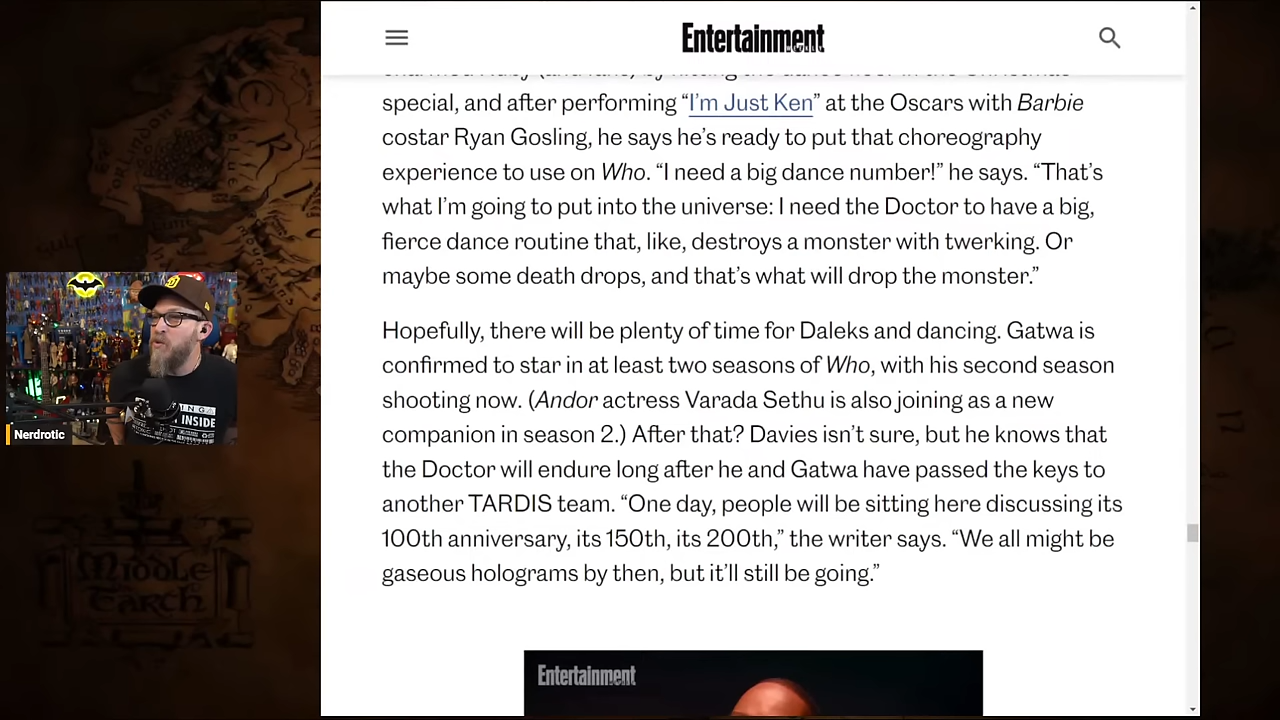 Entertainment
special, and after performing “I’m Just Ken” at the Oscars with Barbie
costar Ryan Gosling, he says he’s ready to put that choreography
experience to use on Who. “I need a big dance number!” he says. “That’s
what I’m going to put into the universe: I need the Doctor to have a big,
fierce dance routine that, like, destroys a monster with twerking. Or
maybe some death drops, and that’s what will drop the monster.”
Hopefully, there will be plenty of time for Daleks and dancing. Gatwa is
confirmed to star in at least two seasons of Who, with his second season
shooting now. (Andor actress Varada Sethu is also joining as a new
companion in season 2.) After that? Davies isn’t sure, but he knows that
the Doctor will endure long after he and Gatwa have passed the keys to
another TARDIS team. “One day, people will be sitting here discussing its
100th anniversary, its 150th, its 200th,” the writer says. “We all might be
gaseous holograms by then, but it’ll still be going.”
Entertainment
INSIDE
Nerdrotic
MIDDLE
EARTH